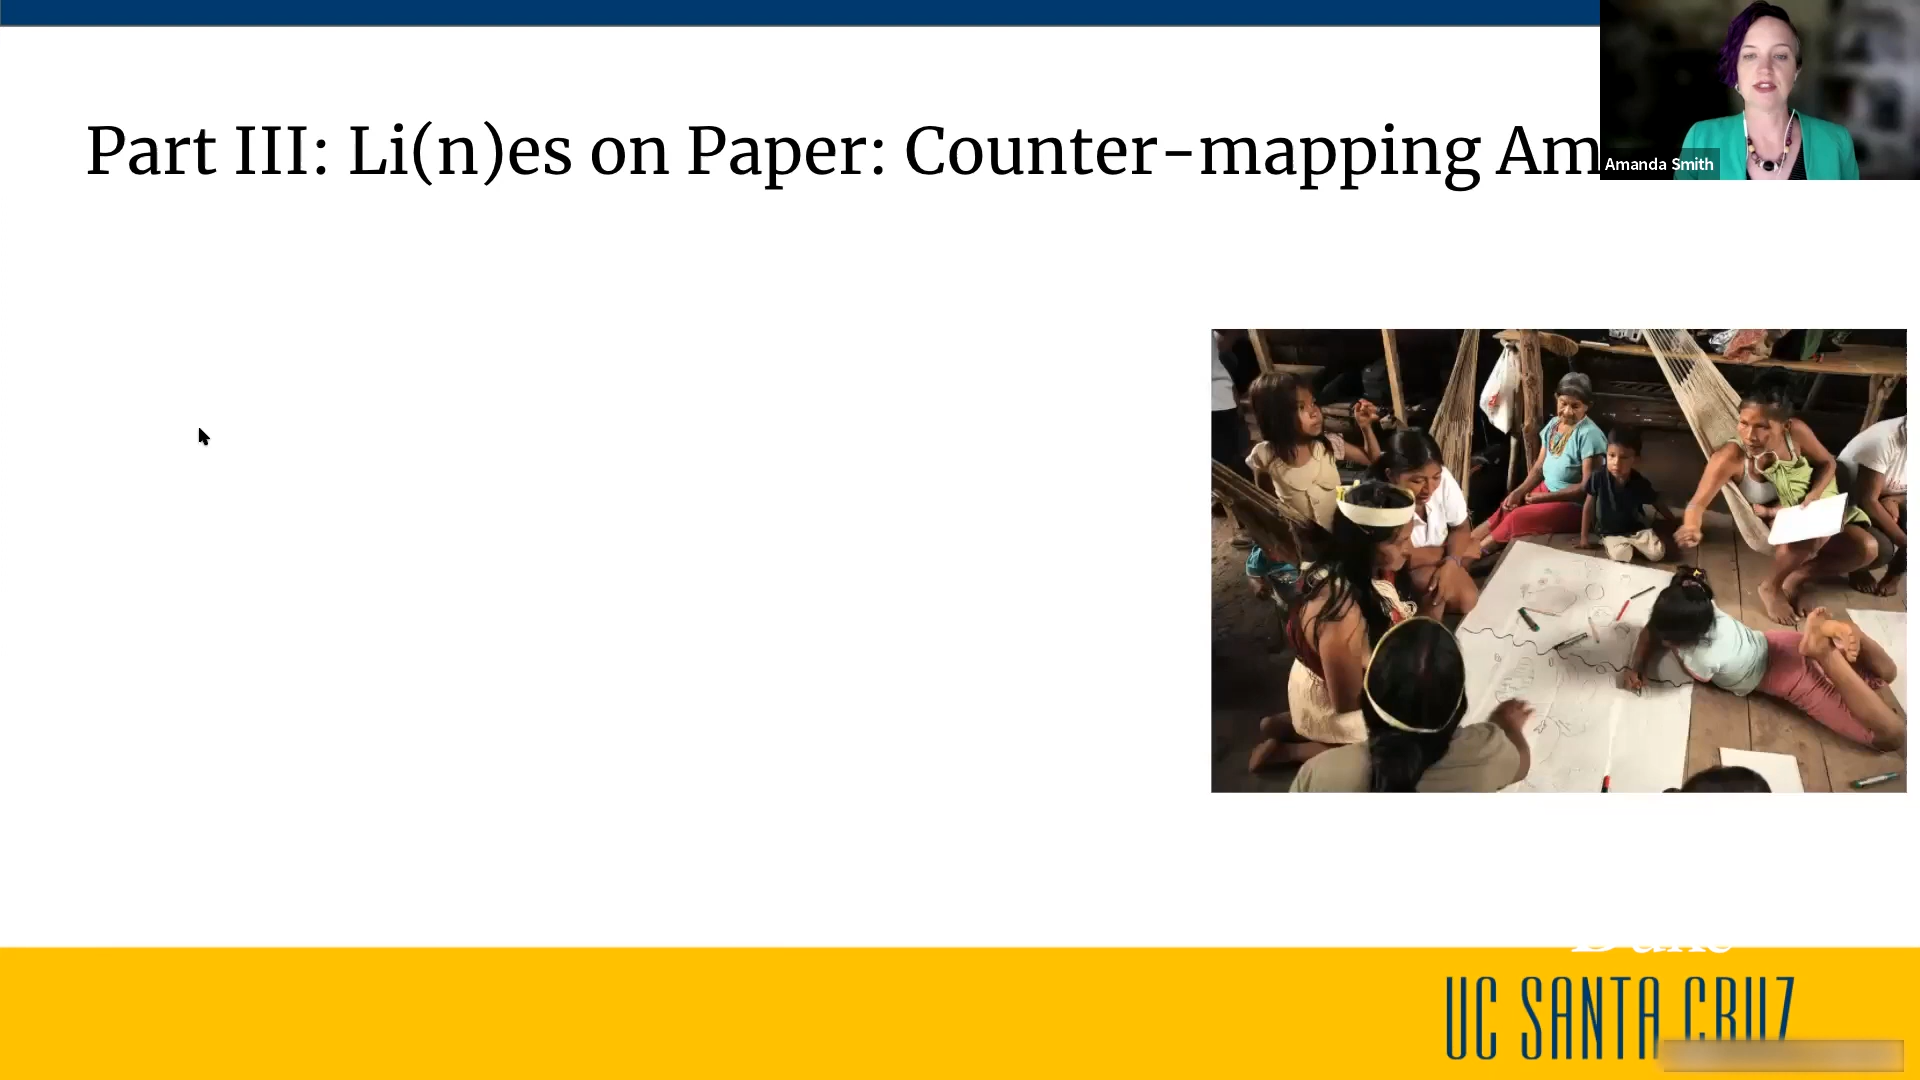 Part III: Li(n)es on Paper: Counter-mapping Am
Amanda Smith
UC SANTA CRUZ